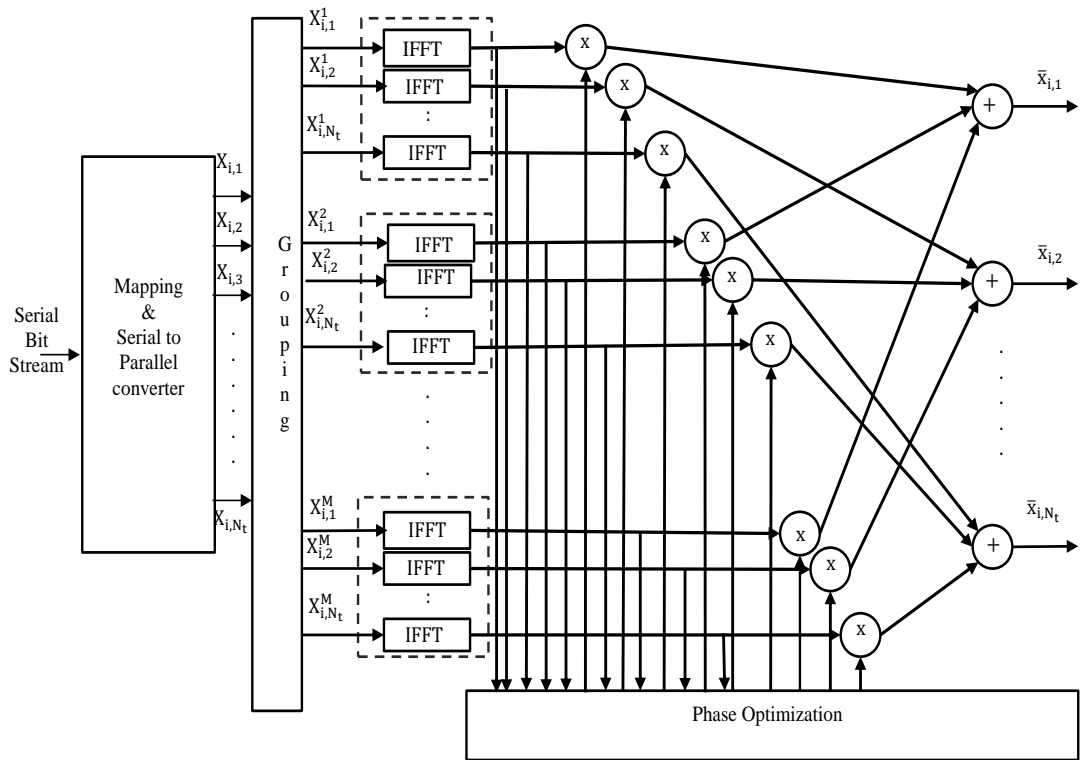 Serial
Bit
Stream
Mapping
&
Serial to
Parallel
converter
X_{i,1}
X_{i,2}
X_{i,3}
X_{i,N_t}
G
r
o
u
p
i
n
g
X^1_{i,1}
IFFT
X^1_{i,2}
IFFT
X^1_{i,N_t}
IFFT
X^2_{i,1}
IFFT
X^2_{i,2}
IFFT
X^2_{i,N_t}
IFFT
X^M_{i,1}
IFFT
X^M_{i,2}
IFFT
X^M_{i,N_t}
IFFT
x
x
x
x
x
x
x
x
x
+
x̄_{i,1}
+
x̄_{i,2}
+
x̄_{i,N_t}
Phase Optimization